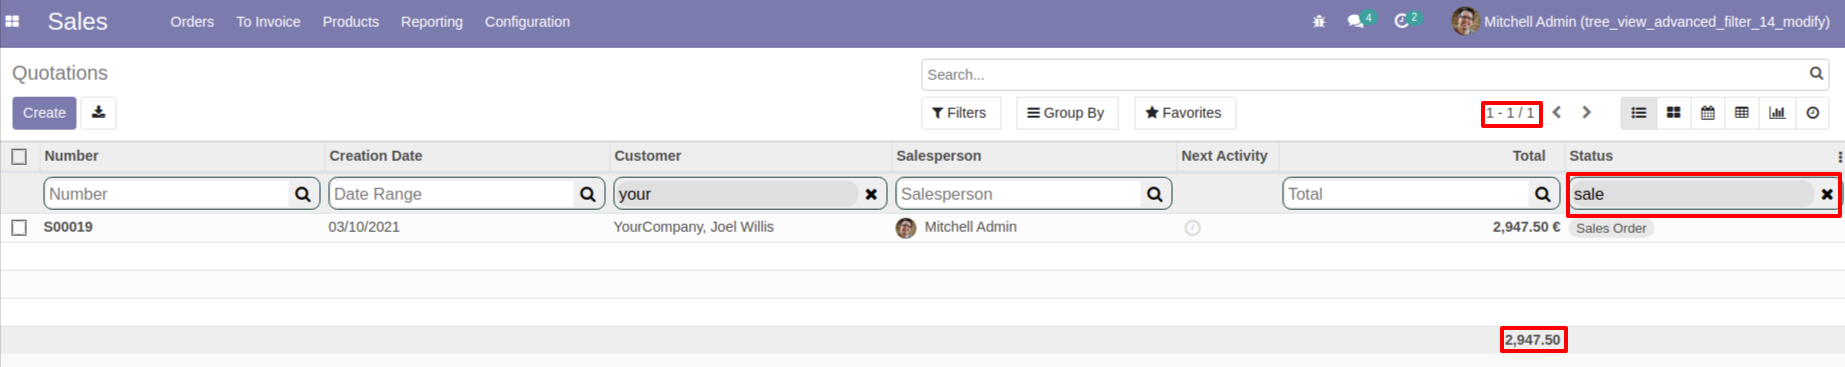 Sales Orders To Invoice Products Reporting Configuration 4 2 Mitchell Admin (tree_view_advanced_filter_14_modify)
Quotations Search...
Create Filters Group By Favorites 1 - 1 / 1
Number Creation Date Customer Salesperson Next Activity Total Status
Number Date Range your Salesperson Total sale
S00019 03/10/2021 YourCompany, Joel Willis Mitchell Admin 2,947.50 € Sales Order
2,947.50